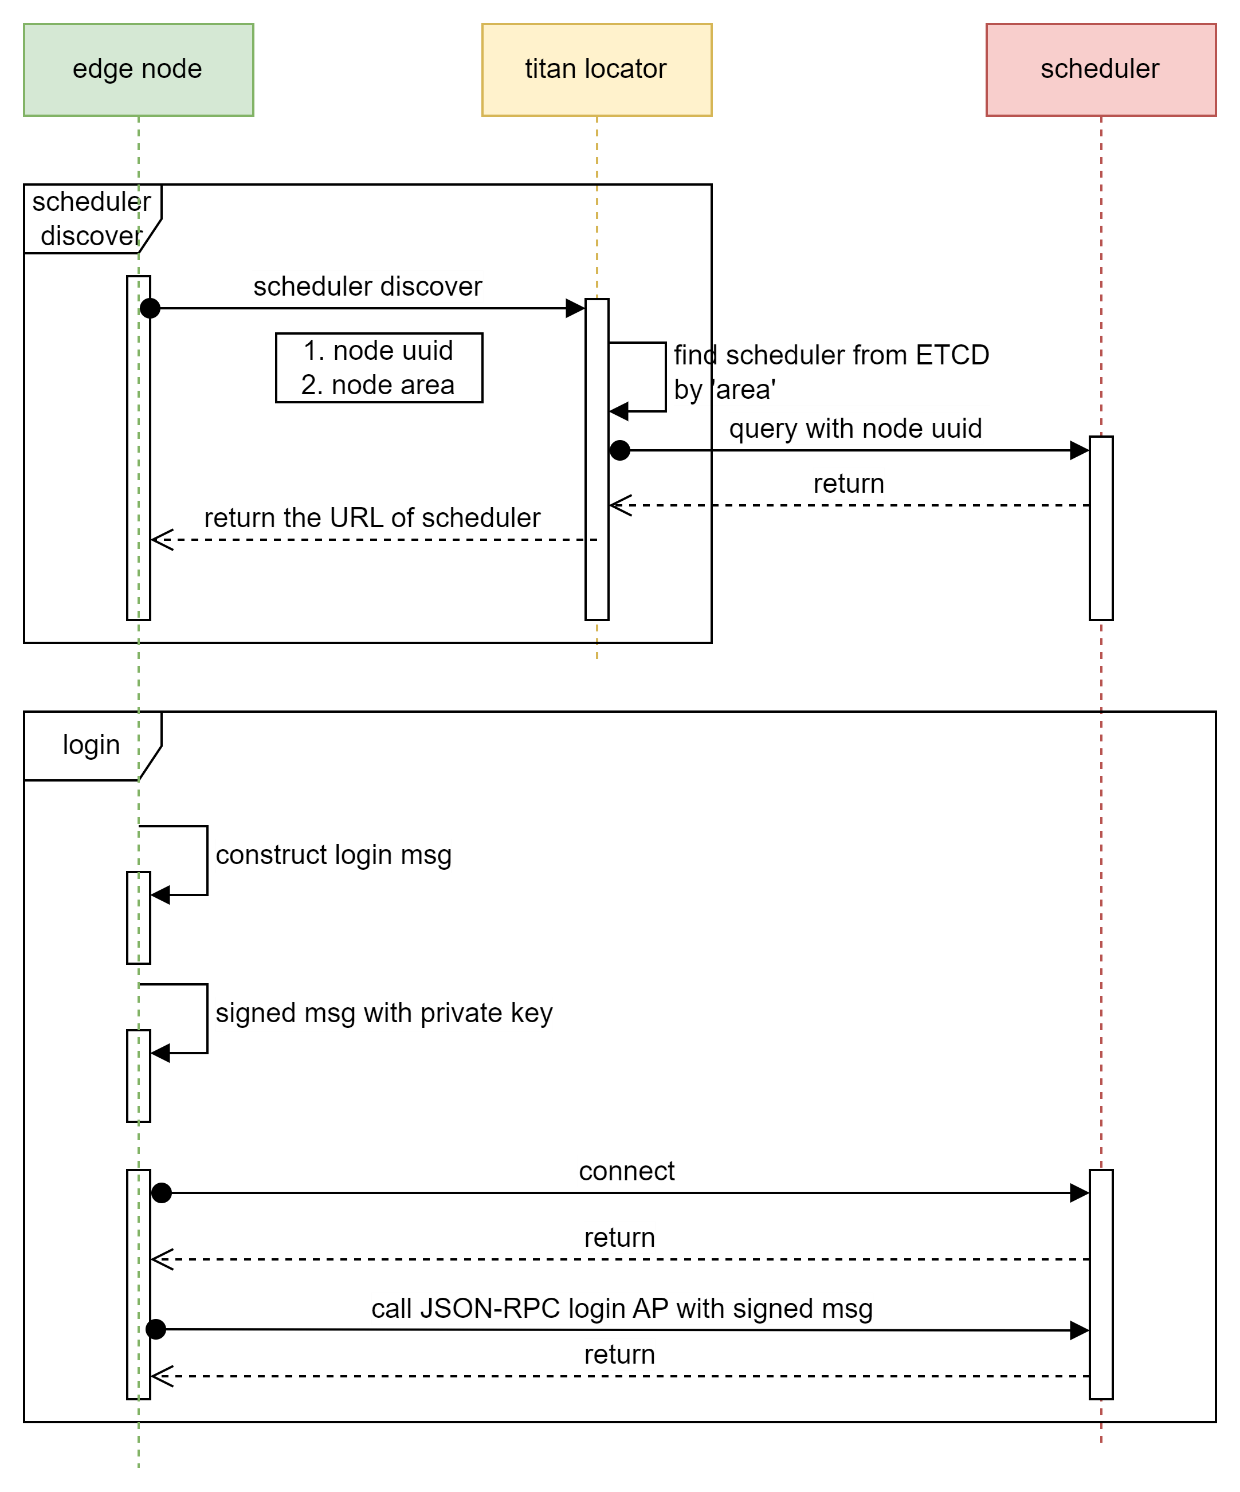 edge node
titan locator
scheduler
scheduler
discover
scheduler discover
1. node uuid
2. node area
find scheduler from ETCD
by 'area'
query with node uuid
return
return the URL of scheduler
login
construct login msg
signed msg with private key
connect
return
call JSON-RPC login AP with signed msg
return